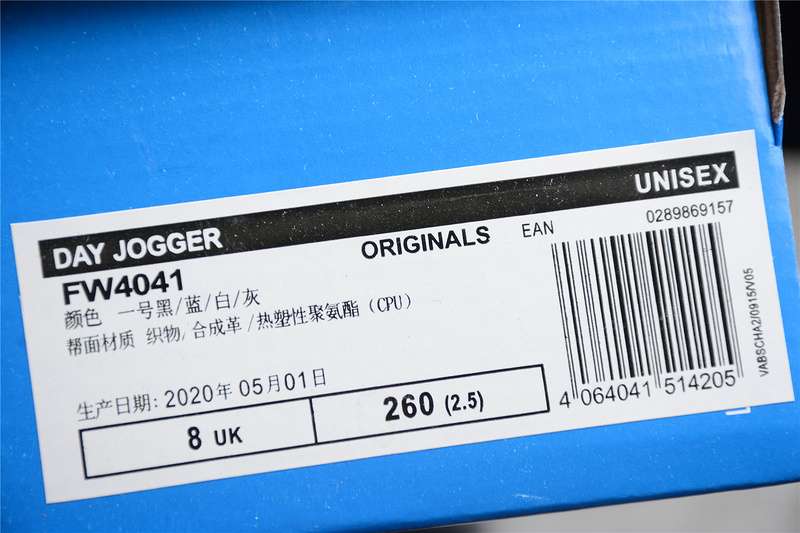 DAY JOGGER
UNISEX
FW4041
ORIGINALS
EAN
0289869157
颜色 一号黑/蓝/白/灰
帮面材质 织物/合成革/热塑性聚氨酯（CPU）
生产日期: 2020年 05月01日
8 UK
260 (2.5)
4 064041 514205
VABSCHA2/0915/V05